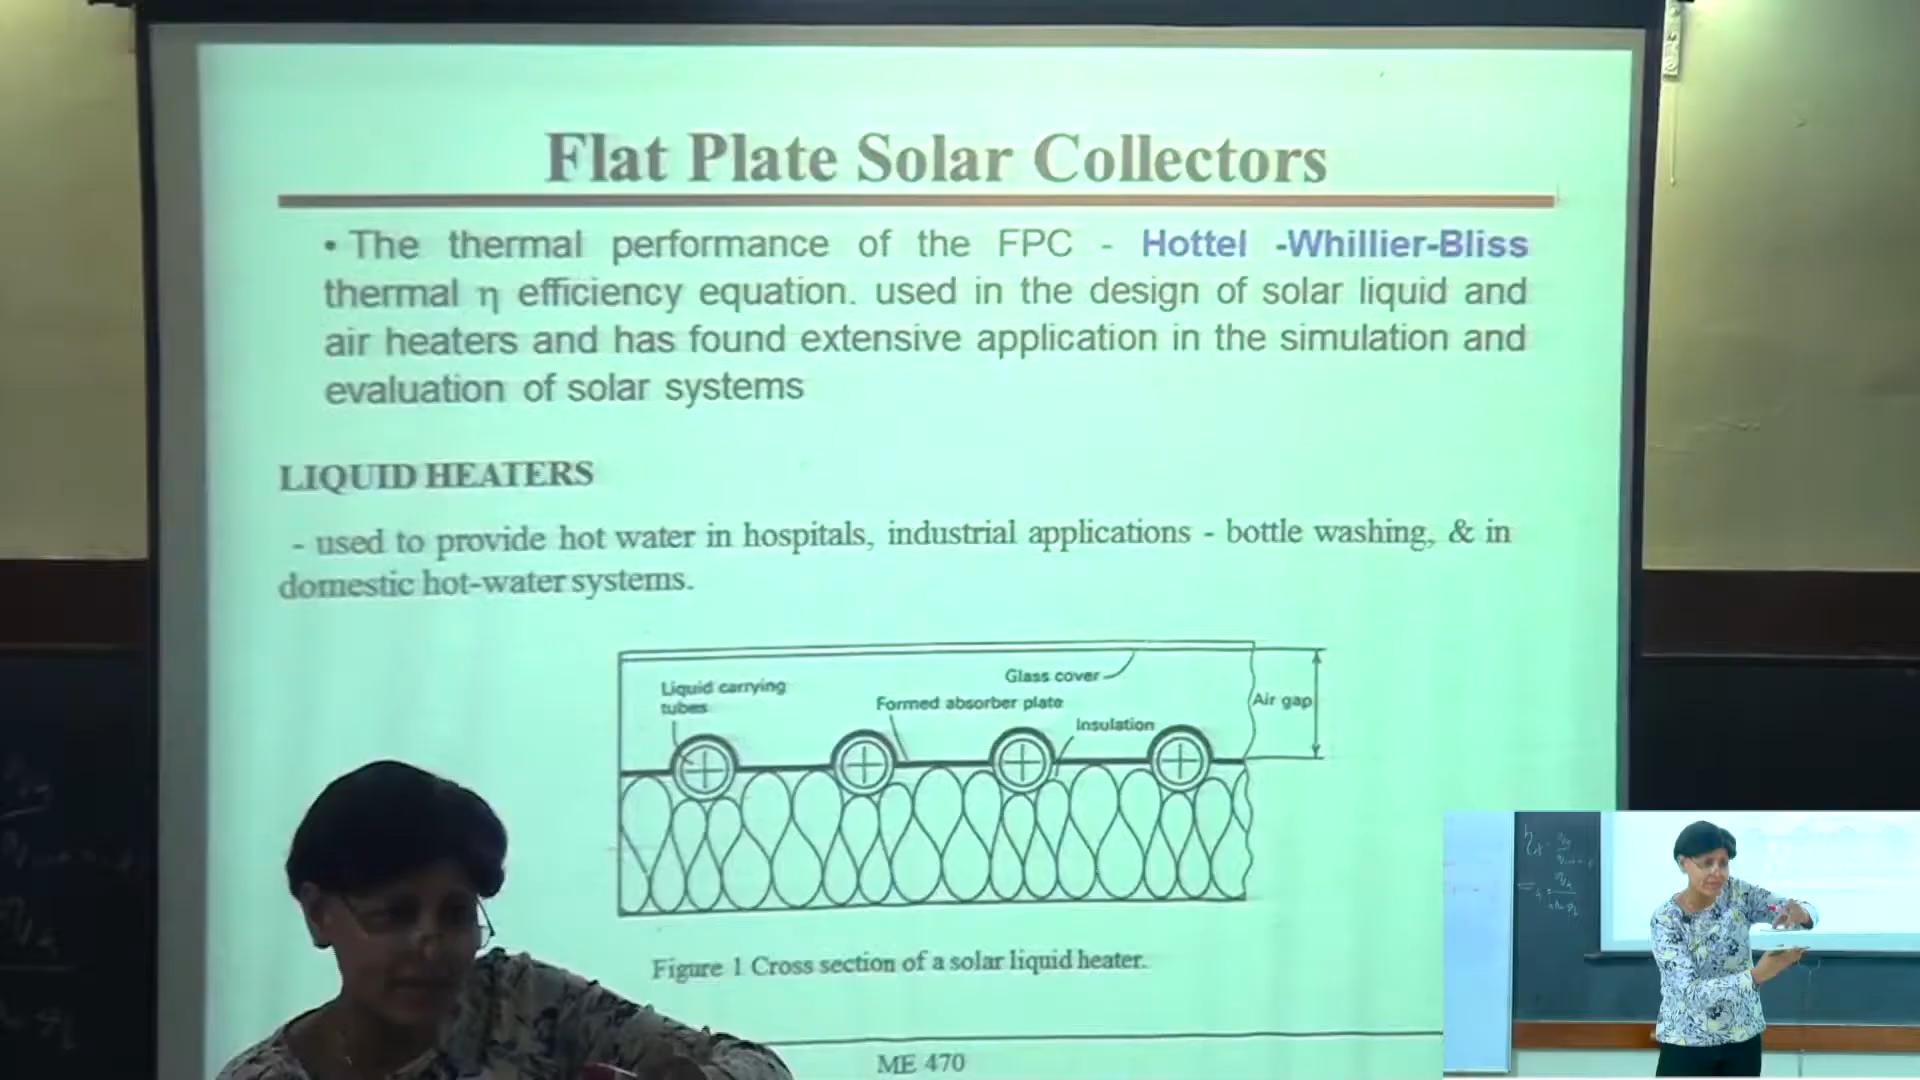 Flat Plate Solar Collectors
• The thermal performance of the FPC - Hottel -Whillier-Bliss
thermal η efficiency equation. used in the design of solar liquid and
air heaters and has found extensive application in the simulation and
evaluation of solar systems
LIQUID HEATERS
- used to provide hot water in hospitals, industrial applications - bottle washing, & in
domestic hot-water systems.
Glass cover
Liquid carrying
tubes
Formed absorber plate
Air gap
Insulation
Figure 1 Cross section of a solar liquid heater.
ME 470